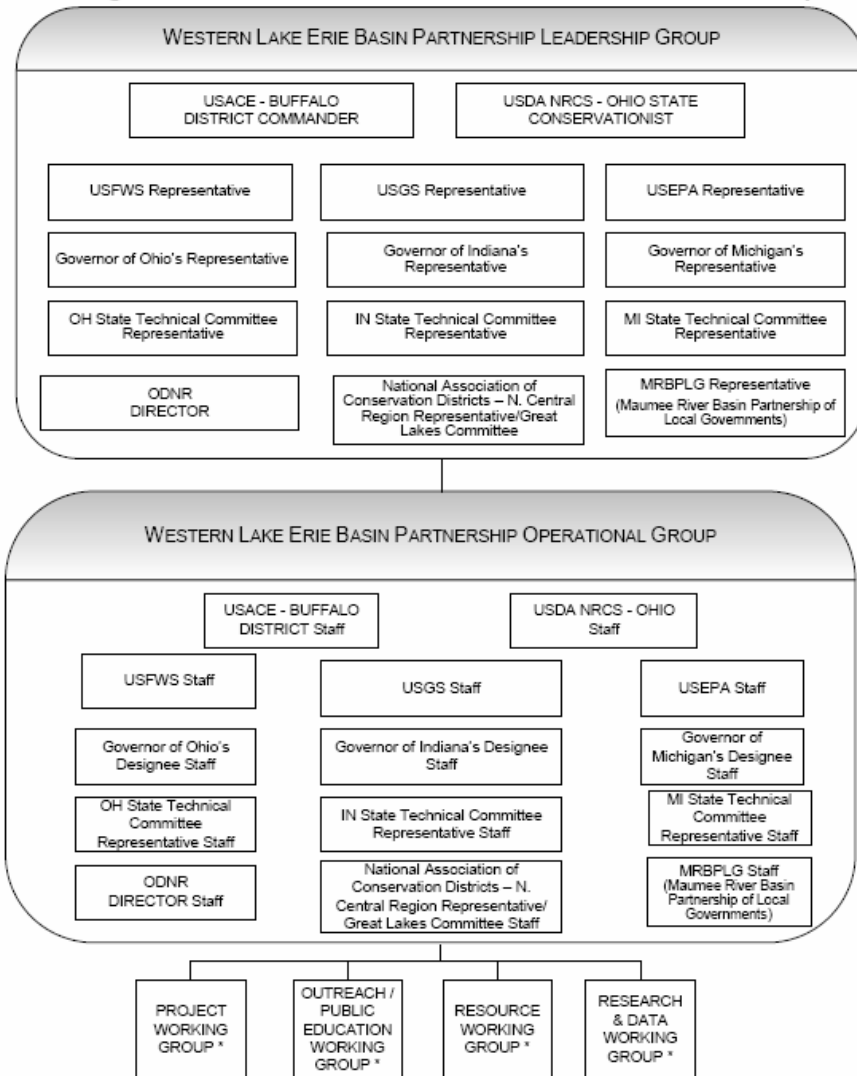 WESTERN LAKE ERIE BASIN PARTNERSHIP LEADERSHIP GROUP
USACE - BUFFALO
DISTRICT COMMANDER
USDA NRCS - OHIO STATE
CONSERVATIONIST
USFWS Representative
USGS Representative
USEPA Representative
Governor of Ohio's Representative
Governor of Indiana's
Representative
Governor of Michigan's
Representative
OH State Technical Committee
Representative
IN State Technical Committee
Representative
MI State Technical Committee
Representative
ODNR
DIRECTOR
National Association of
Conservation Districts – N. Central
Region Representative/Great
Lakes Committee
MRBPLG Representative
(Maumee River Basin Partnership of
Local Governments)
WESTERN LAKE ERIE BASIN PARTNERSHIP OPERATIONAL GROUP
USACE - BUFFALO
DISTRICT Staff
USDA NRCS - OHIO
Staff
USFWS Staff
USGS Staff
USEPA Staff
Governor of Ohio's
Designee Staff
Governor of Indiana's Designee
Staff
Governor of
Michigan's Designee
Staff
OH State Technical
Committee
Representative Staff
IN State Technical Committee
Representative Staff
MI State Technical
Committee
Representative Staff
ODNR
DIRECTOR Staff
National Association of
Conservation Districts – N.
Central Region Representative/
Great Lakes Committee Staff
MRBPLG Staff
(Maumee River Basin
Partnership of Local
Governments)
PROJECT
WORKING
GROUP *
OUTREACH /
PUBLIC
EDUCATION
WORKING
GROUP *
RESOURCE
WORKING
GROUP *
RESEARCH
& DATA
WORKING
GROUP *